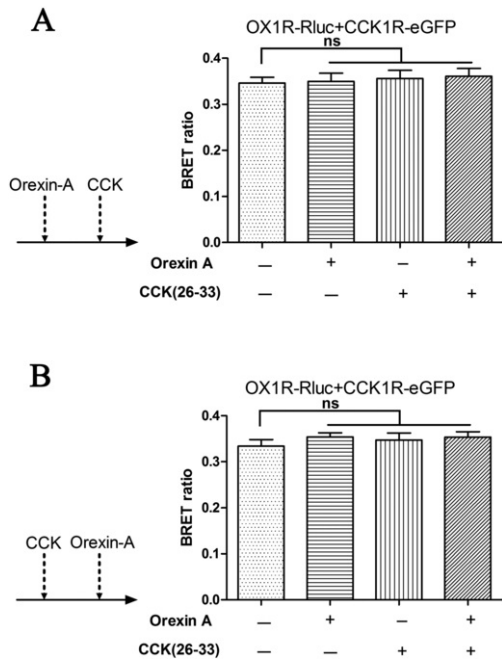 A
OX1R-Rluc+CCK1R-eGFP
ns
0.4
0.3
0.2
0.1
0.0
BRET ratio
Orexin-A CCK
Orexin A — + — +
CCK(26-33) — — + +
B
OX1R-Rluc+CCK1R-eGFP
ns
0.4
0.3
0.2
0.1
0.0
BRET ratio
CCK Orexin-A
Orexin A — + — +
CCK(26-33) — — + +